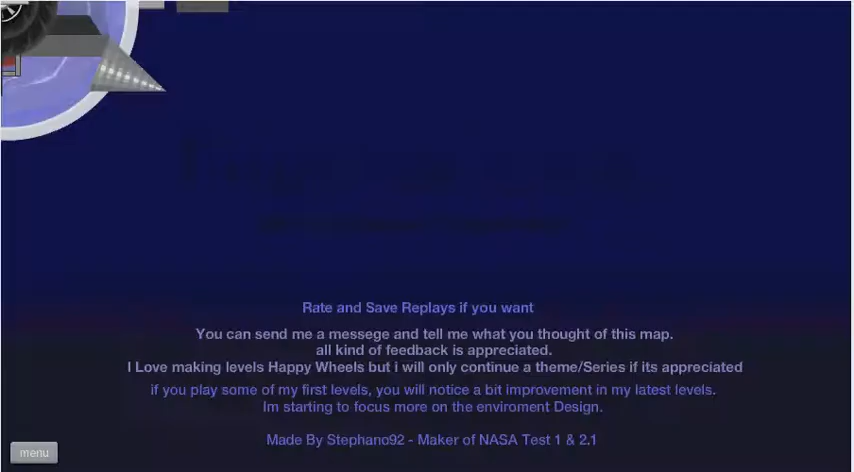 Rate and Save Replays if you want
You can send me a messege and tell me what you thought of this map.
all kind of feedback is appreciated.
I Love making levels Happy Wheels but i will only continue a theme/Series if its appreciated
if you play some of my first levels, you will notice a bit improvement in my latest levels.
Im starting to focus more on the enviroment Design.
Made By Stephano92 - Maker of NASA Test 1 & 2.1
menu